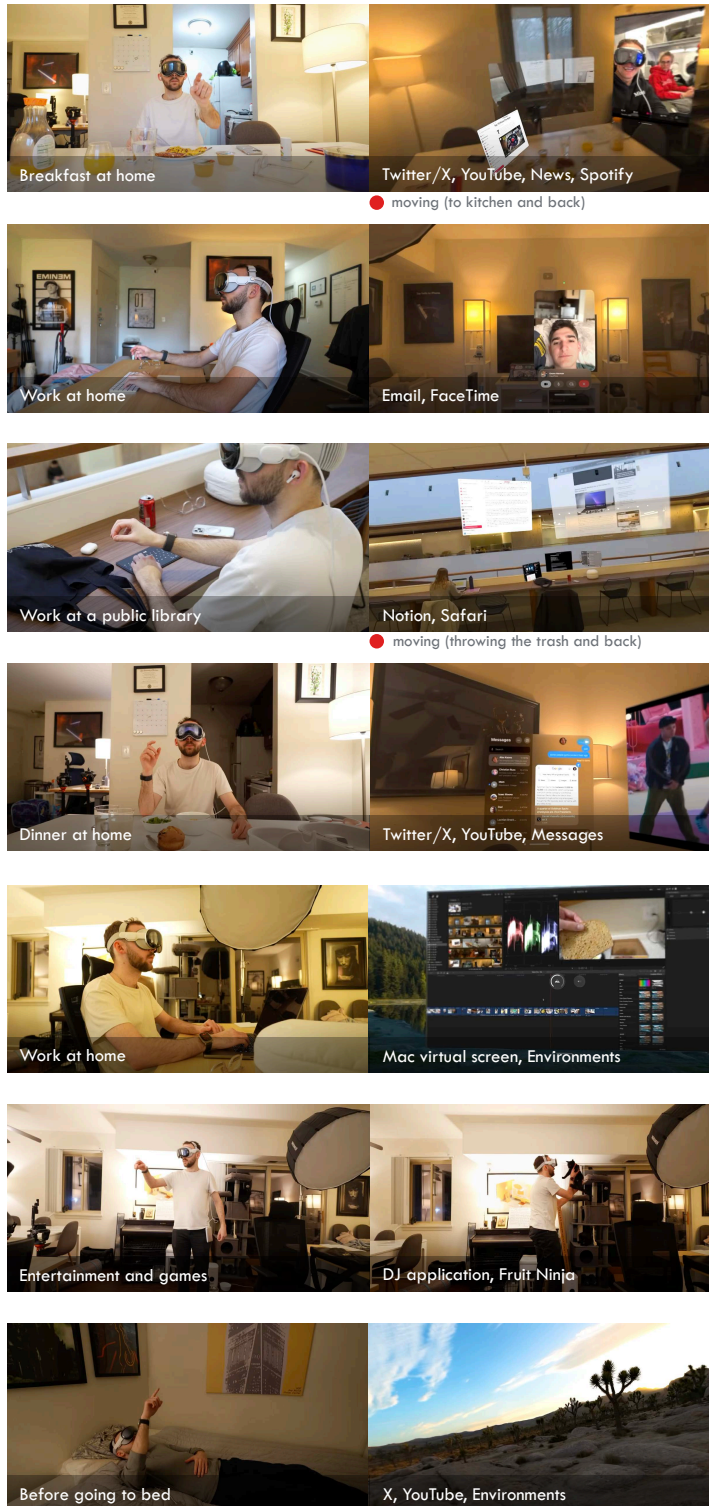 Breakfast at home
Twitter/X, YouTube, News, Spotify
moving (to kitchen and back)
EMINEM
Work at home
Email, FaceTime
Work at a public library
Notion, Safari
moving (throwing the trash and back)
Messages
Dinner at home
Twitter/X, YouTube, Messages
Work at home
Mac virtual screen, Environments
Entertainment and games
DJ application, Fruit Ninja
Before going to bed
X, YouTube, Environments